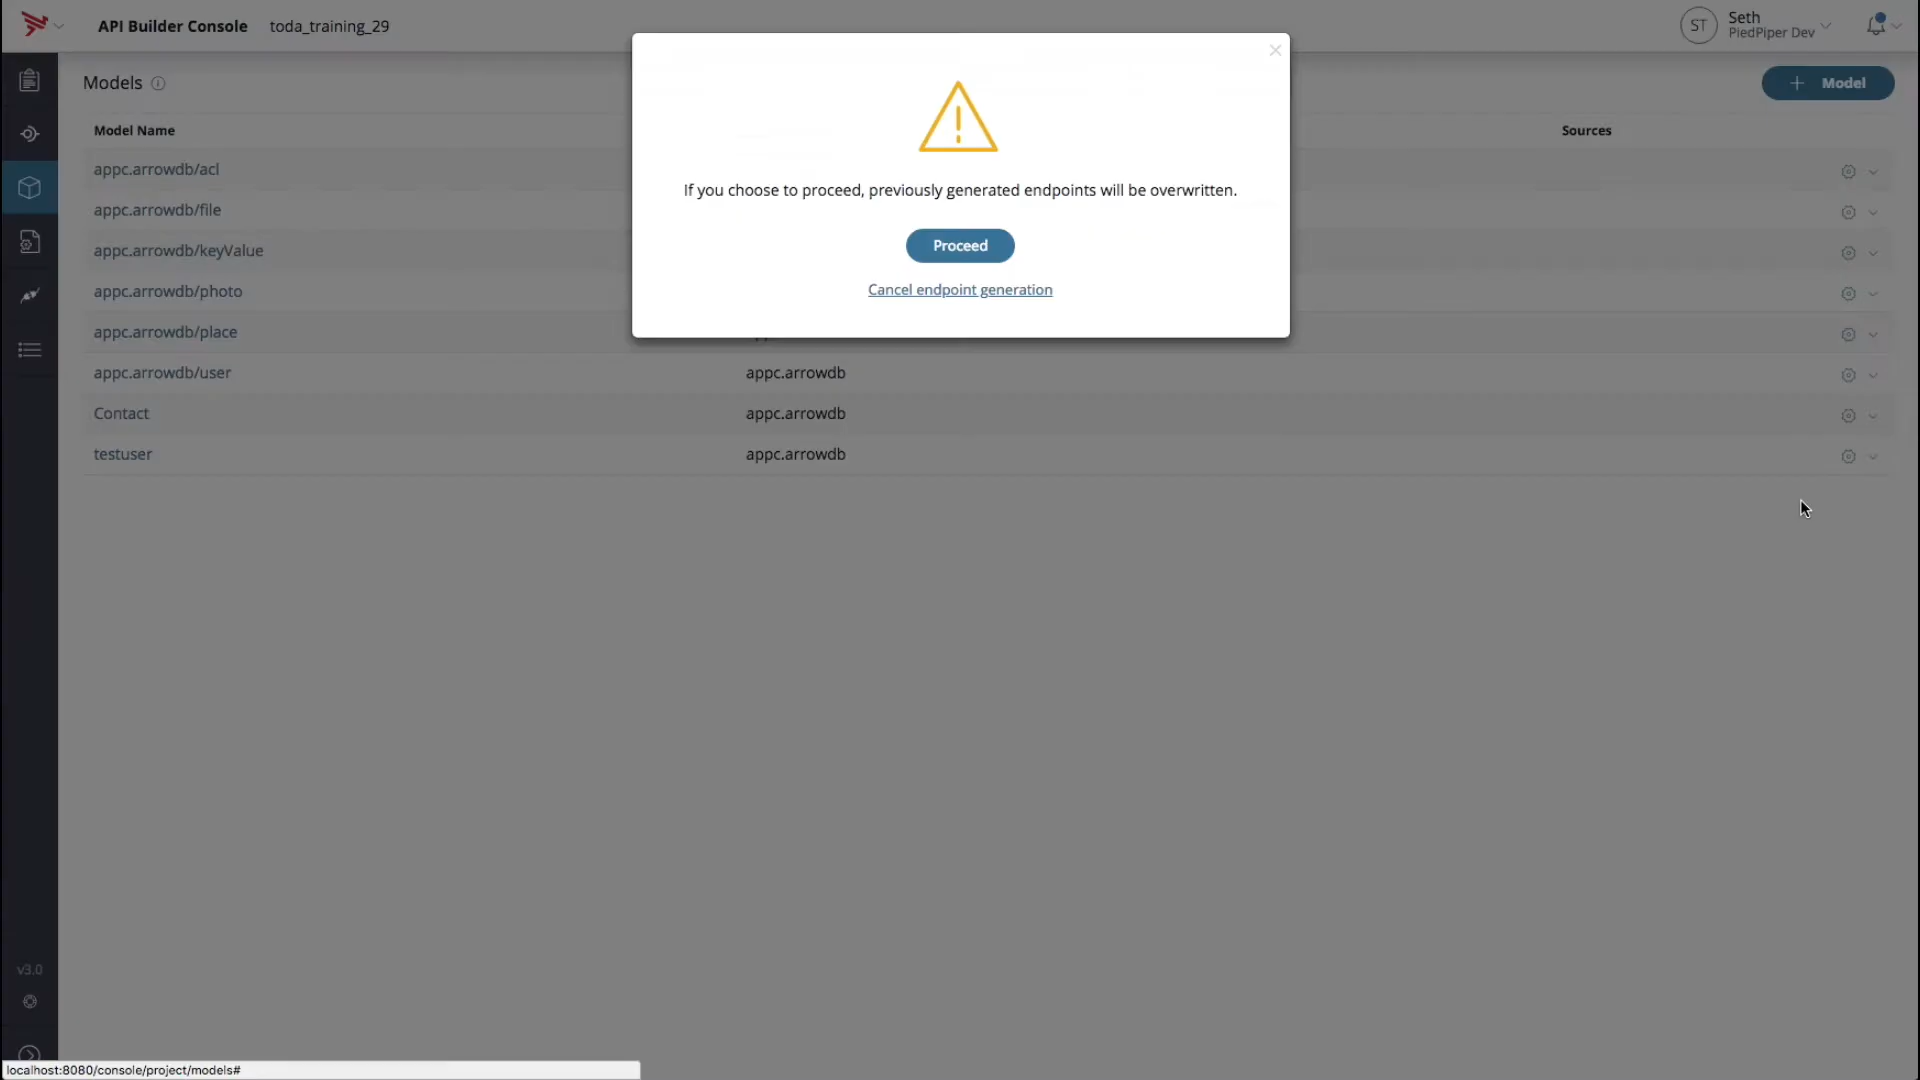 API Builder Console toda_training_29
ST Seth
PiedPiper Dev
Models
+ Model
Model Name Sources
appc.arrowdb/acl
appc.arrowdb/file
appc.arrowdb/keyValue
appc.arrowdb/photo
appc.arrowdb/place
appc.arrowdb/user appc.arrowdb
Contact appc.arrowdb
testuser appc.arrowdb
If you choose to proceed, previously generated endpoints will be overwritten.
Proceed
Cancel endpoint generation
v3.0
localhost:8080/console/project/models#